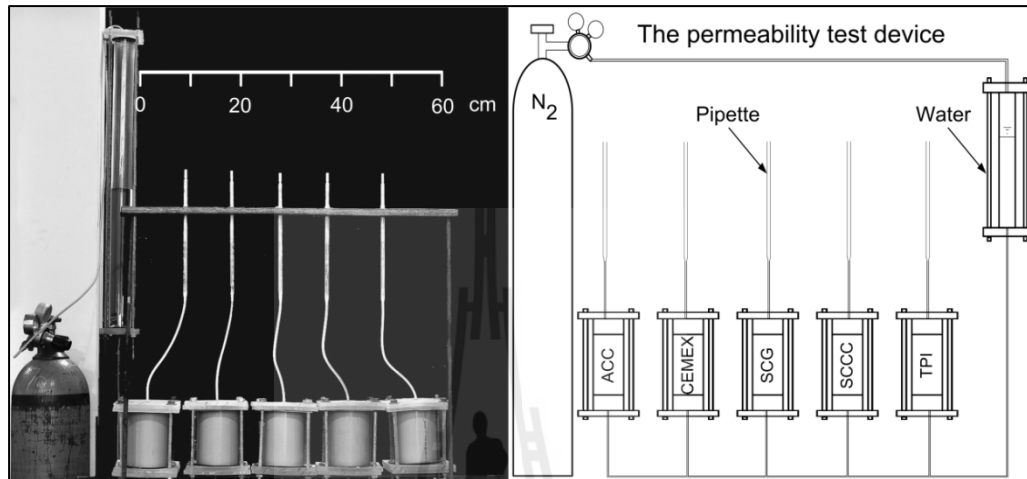 0 20 40 60 cm
The permeability test device
N2
Pipette
Water
ACC
CEMEX
SCG
SCCC
TPI